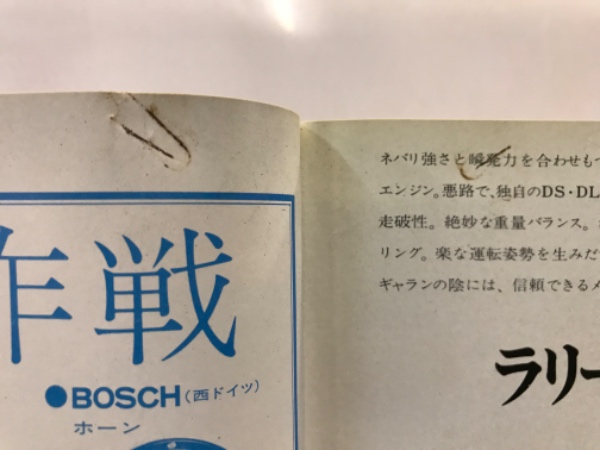 作戦
●BOSCH(西ドイツ)
ホーン
ネバリ強さと瞬発力を合わせもつ
エンジン。悪路で、独自のDS・DL
走破性。絶妙な重量バランス。
リング。楽な運転姿勢を生みだ
ギャランの陰には、信頼できるメ
ラリー